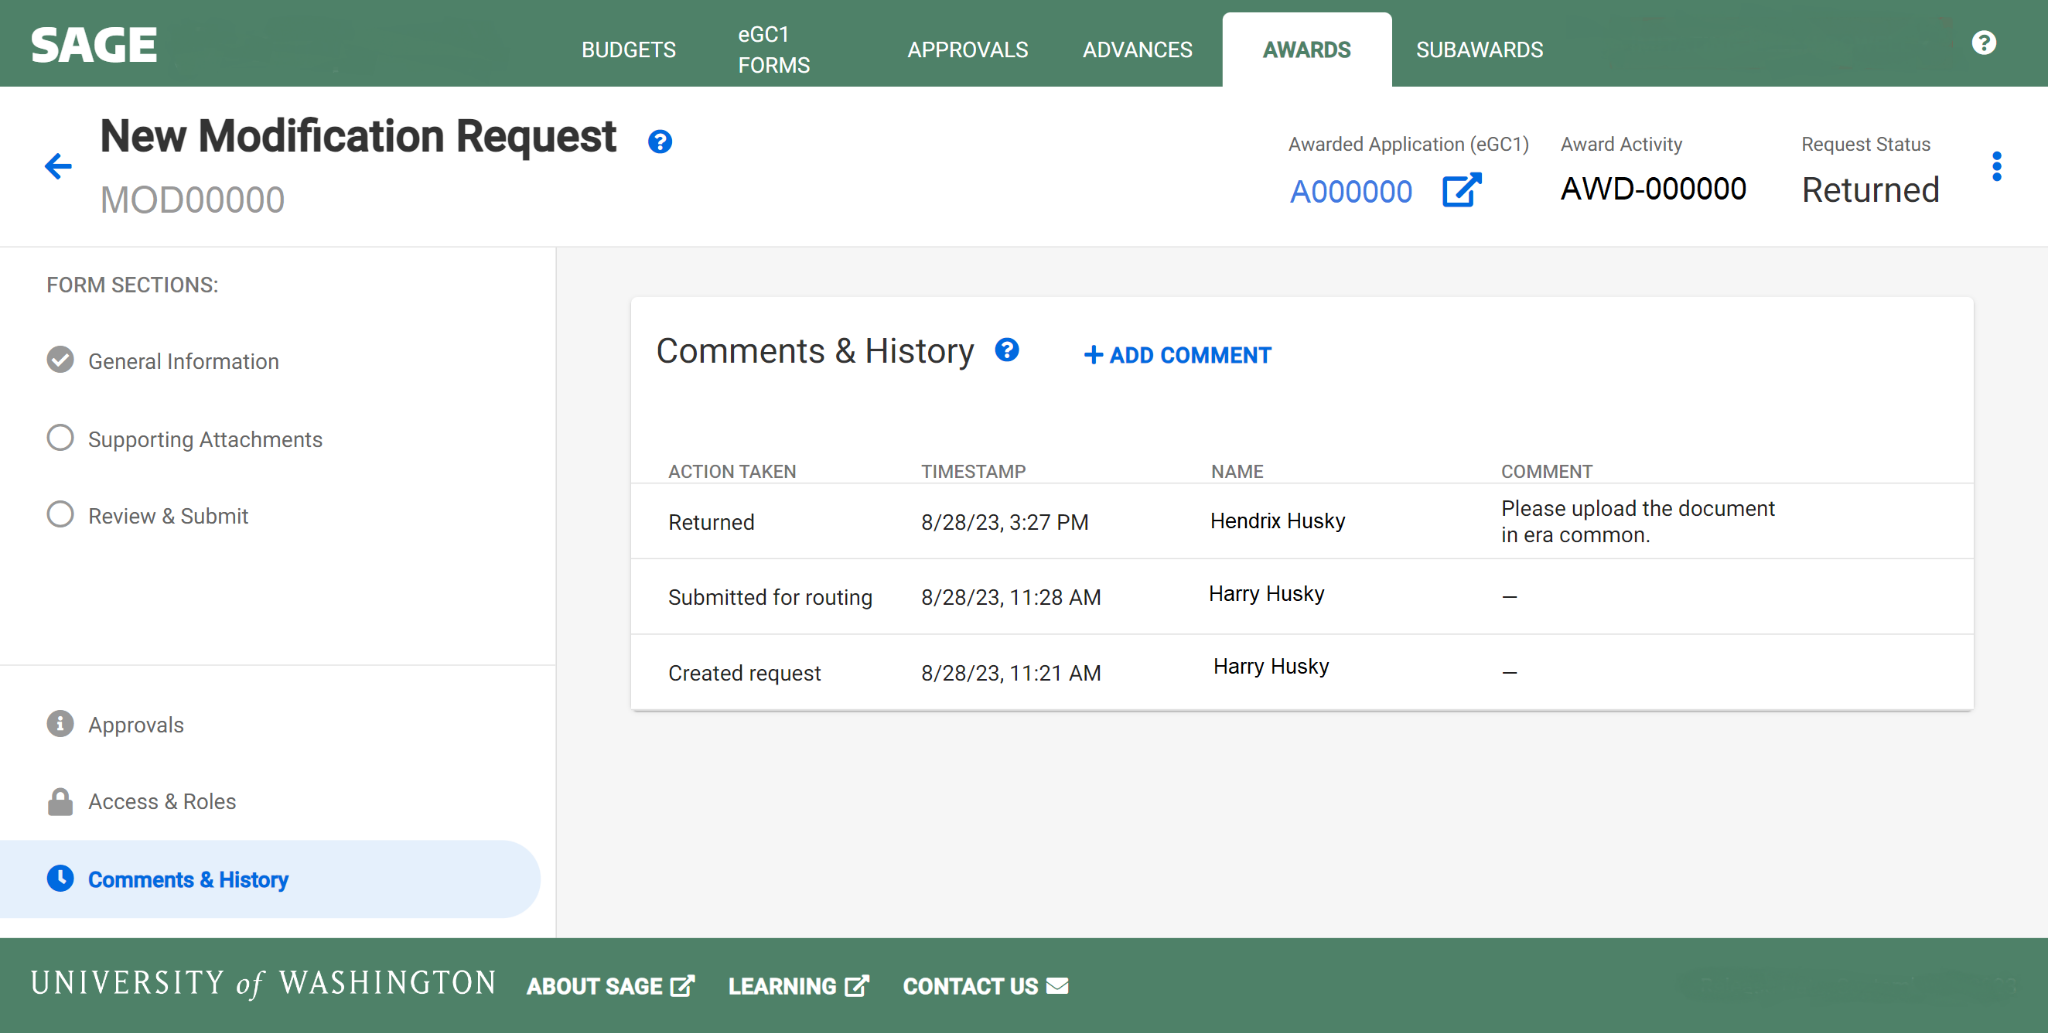 SAGE
BUDGETS
eGC1
FORMS
APPROVALS
ADVANCES
AWARDS
SUBAWARDS
New Modification Request
MOD00000
Awarded Application (eGC1)
A000000
Award Activity
AWD-000000
Request Status
Returned
FORM SECTIONS:
General Information
Supporting Attachments
Review & Submit
Approvals
Access & Roles
Comments & History
Comments & History
+ ADD COMMENT
ACTION TAKEN TIMESTAMP NAME COMMENT
Returned 8/28/23, 3:27 PM Hendrix Husky Please upload the document
in era common.
Submitted for routing 8/28/23, 11:28 AM Harry Husky —
Created request 8/28/23, 11:21 AM Harry Husky —
UNIVERSITY of WASHINGTON
ABOUT SAGE
LEARNING
CONTACT US